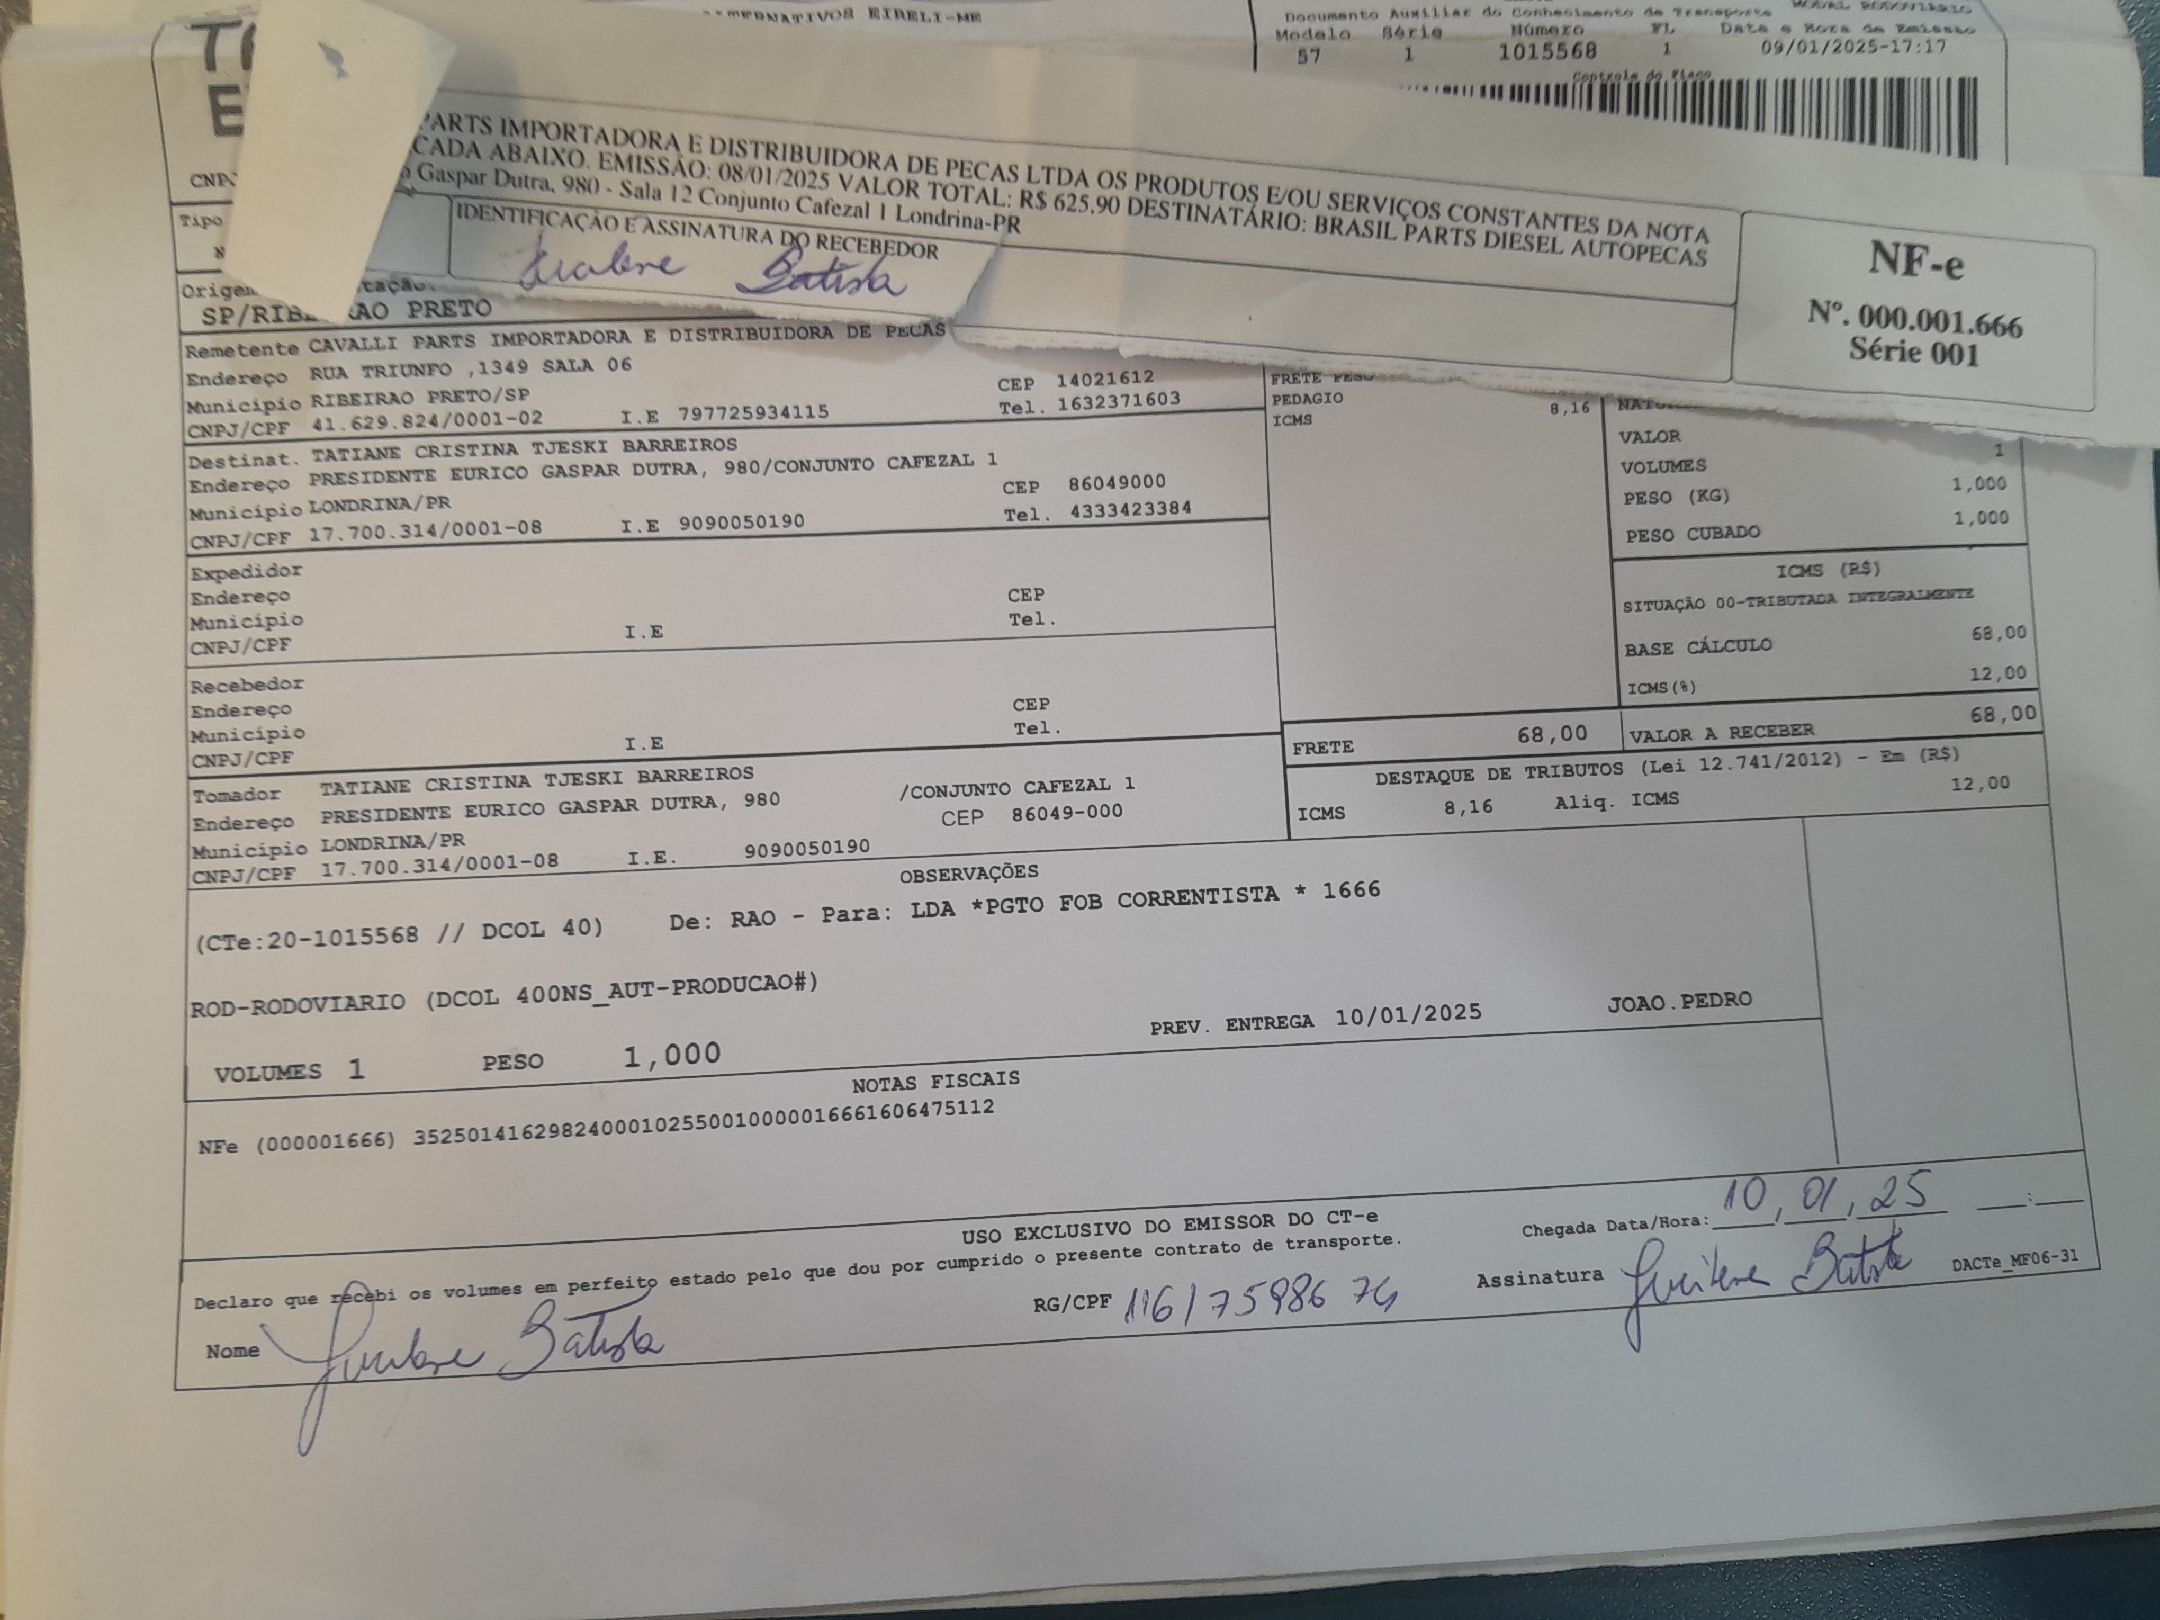 EIRELI-ME
Documento Auxiliar do Conhecimento de Transporte MODAL RODOVIÁRIO
Modelo Série Número FL Data e Hora de Emissão
57 1 1015568 1 09/01/2025-17:17
Controle do Fisco
PARTS IMPORTADORA E DISTRIBUIDORA DE PECAS LTDA OS PRODUTOS E/OU SERVIÇOS CONSTANTES DA NOTA
CADA ABAIXO. EMISSÃO: 08/01/2025 VALOR TOTAL: R$ 625,90 DESTINATÁRIO: BRASIL PARTS DIESEL AUTOPECAS
o Gaspar Dutra, 980 - Sala 12 Conjunto Cafezal 1 Londrina-PR
IDENTIFICAÇÃO E ASSINATURA DO RECEBEDOR
Batista
NF-e
Nº. 000.001.666
Série 001
CNPJ
Tipo
N
Origem
SP/RIBEIRAO PRETO
Remetente CAVALLI PARTS IMPORTADORA E DISTRIBUIDORA DE PECAS
Endereço RUA TRIUNFO ,1349 SALA 06
Município RIBEIRAO PRETO/SP CEP 14021612
CNPJ/CPF 41.629.824/0001-02 I.E 797725934115 Tel. 1632371603
Destinat. TATIANE CRISTINA TJESKI BARREIROS
Endereço PRESIDENTE EURICO GASPAR DUTRA, 980/CONJUNTO CAFEZAL 1
Município LONDRINA/PR CEP 86049000
CNPJ/CPF 17.700.314/0001-08 I.E 9090050190 Tel. 4333423384
Expedidor
Endereço CEP
Município Tel.
CNPJ/CPF I.E
Recebedor
Endereço CEP
Município Tel.
CNPJ/CPF I.E
Tomador TATIANE CRISTINA TJESKI BARREIROS
Endereço PRESIDENTE EURICO GASPAR DUTRA, 980 /CONJUNTO CAFEZAL 1
Município LONDRINA/PR CEP 86049-000
CNPJ/CPF 17.700.314/0001-08 I.E. 9090050190
FRETE PESO
PEDAGIO
ICMS 8,16
VALOR
VOLUMES 1
PESO (KG) 1,000
PESO CUBADO 1,000
ICMS (R$)
SITUAÇÃO 00-TRIBUTADA INTEGRALMENTE
BASE CÁLCULO 68,00
ICMS(%) 12,00
FRETE 68,00 VALOR A RECEBER 68,00
DESTAQUE DE TRIBUTOS (Lei 12.741/2012) - Em (R$)
ICMS 8,16 Aliq. ICMS 12,00
OBSERVAÇÕES
(CTe:20-1015568 // DCOL 40) De: RAO - Para: LDA *PGTO FOB CORRENTISTA * 1666
ROD-RODOVIARIO (DCOL 400NS_AUT-PRODUCAO#)
VOLUMES 1 PESO 1,000 PREV. ENTREGA 10/01/2025 JOAO.PEDRO
NOTAS FISCAIS
NFe (000001666) 35250141629824000102550010000016661606475112
USO EXCLUSIVO DO EMISSOR DO CT-e
Declaro que recebi os volumes em perfeito estado pelo que dou por cumprido o presente contrato de transporte.
Chegada Data/Hora: 10, 01, 25 :
Nome Batista RG/CPF Assinatura Batista DACTe_MF06-31